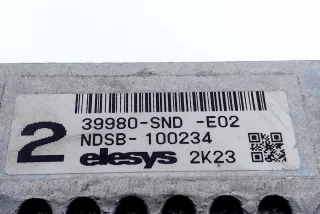 39980-SND -E02
2 NDSB- 100234
elesys 2K23